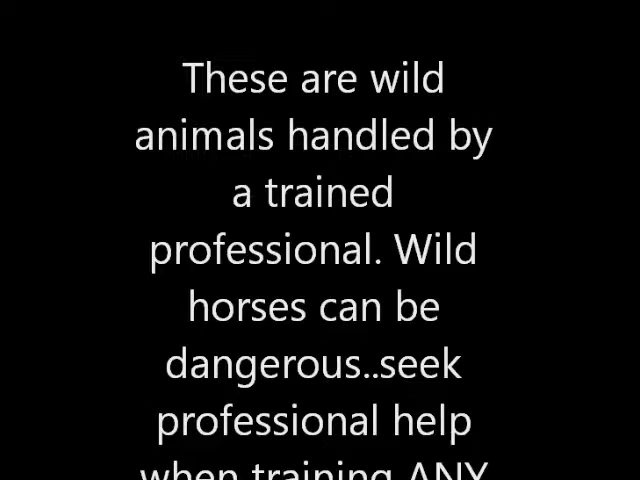 These are wild
animals handled by
a trained
professional. Wild
horses can be
dangerous..seek
professional help
when training ANY